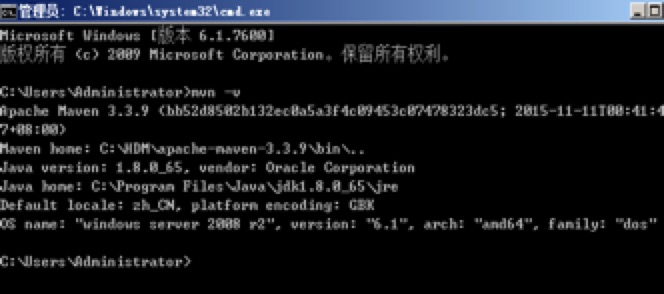 管理员: C:\Windows\system32\cmd.exe
Microsoft Windows [版本 6.1.7600]
版权所有 (c) 2009 Microsoft Corporation。保留所有权利。
C:\Users\Administrator>mvn -v
Apache Maven 3.3.9 (bb52d8502b132ec0a5a3f4c09453c07478323dc5; 2015-11-11T00:41:4
7+08:00)
Maven home: C:\HDM\apache-maven-3.3.9\bin\..
Java version: 1.8.0_65, vendor: Oracle Corporation
Java home: C:\Program Files\Java\jdk1.8.0_65\jre
Default locale: zh_CN, platform encoding: GBK
OS name: "windows server 2008 r2", version: "6.1", arch: "amd64", family: "dos"
C:\Users\Administrator>